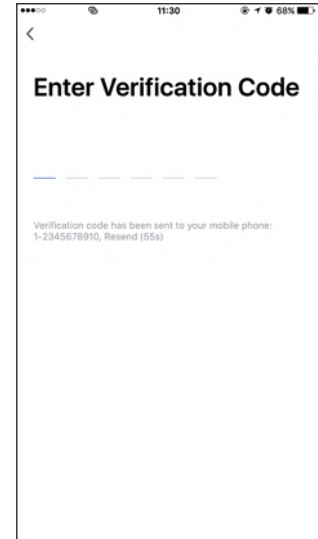 11:30
68%
Enter Verification Code
Verification code has been sent to your mobile phone:
1-2345678910, Resend (55s)